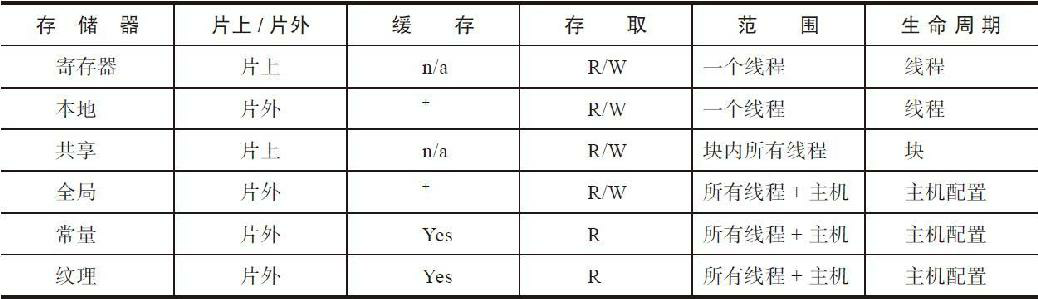 存储器 片上/片外 缓存 存取 范围 生命周期
寄存器 片上 n/a R/W 一个线程 线程
本地 片外 + R/W 一个线程 线程
共享 片上 n/a R/W 块内所有线程 块
全局 片外 + R/W 所有线程+主机 主机配置
常量 片外 Yes R 所有线程+主机 主机配置
纹理 片外 Yes R 所有线程+主机 主机配置